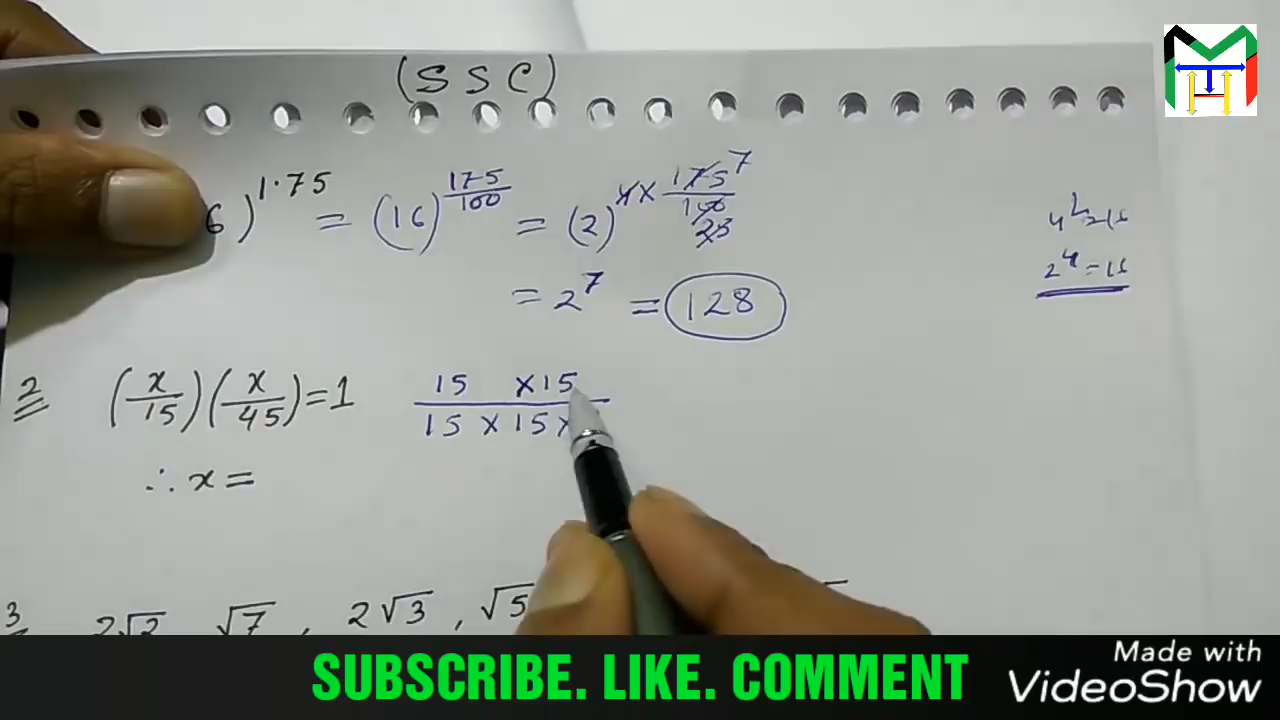 (SSC)
6)^1.75 = (16)^175/100 = (2)^4× 175/100 7 25
4^2=16
2^4=16
= 2^7 = 128
2 (x/15)(x/45)=1 15 ×15 / 15 × 15 ×
∴ x =
3 2√2 √7 , 2√3 , √5
SUBSCRIBE. LIKE. COMMENT
Made with
VideoShow